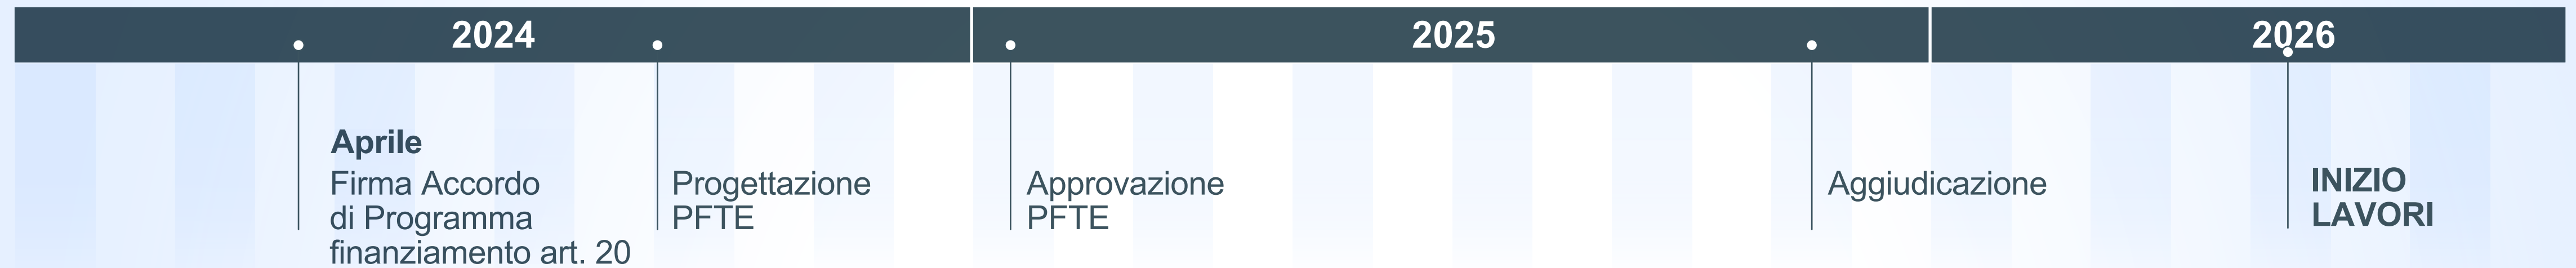 2024
2025
2026
Aprile
Firma Accordo
di Programma
finanziamento art. 20
Progettazione
PFTE
Approvazione
PFTE
Aggiudicazione
INIZIO
LAVORI